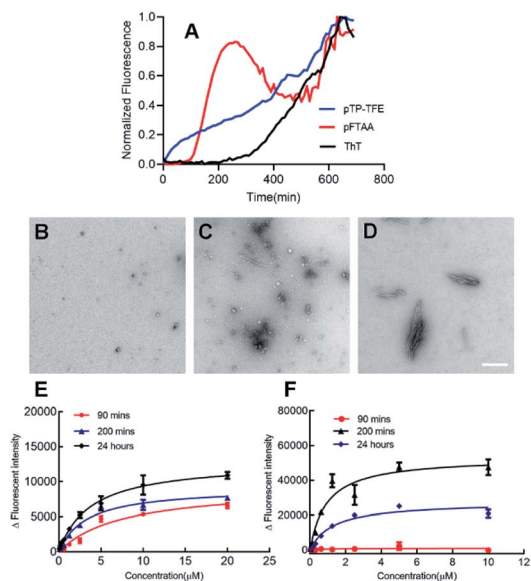 A
Normalized Fluorescence
1.0
0.8
0.6
0.4
0.2
0.0
pTP-TFE
pFTAA
ThT
0 200 400 600 800
Time(min)
B C D
E
Δ Fluorescent intensity
20000
15000
10000
5000
0
90 mins
200 mins
24 hours
0 5 10 15 20 25
Concentration(μM)
F
Δ Fluorescent intensity
80000
60000
40000
20000
0
90 mins
200 mins
24 hours
0 2 4 6 8 10 12
Concentration(μM)